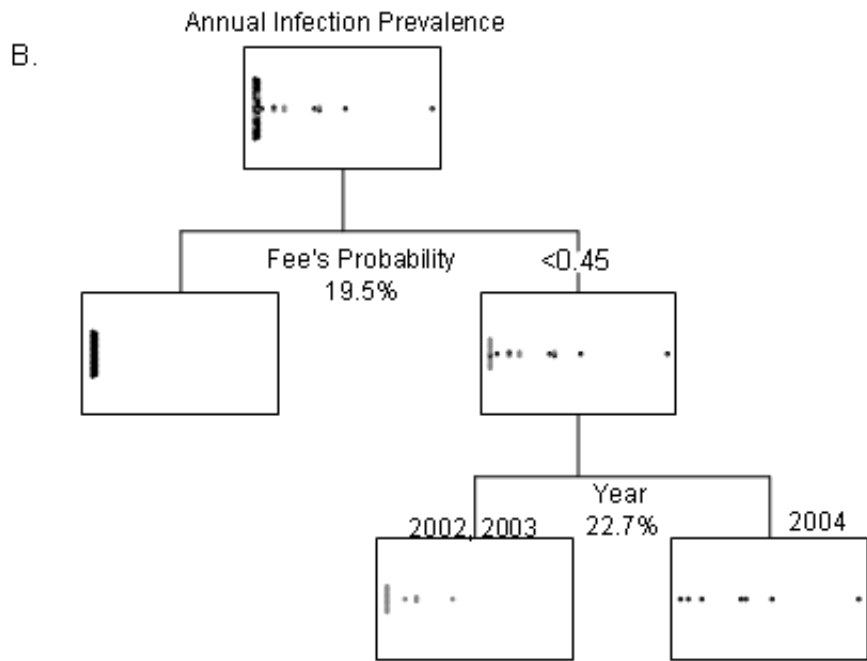 Annual Infection Prevalence
B.
Fee's Probability
<0.45
19.5%
Year
2002, 2003
22.7%
2004